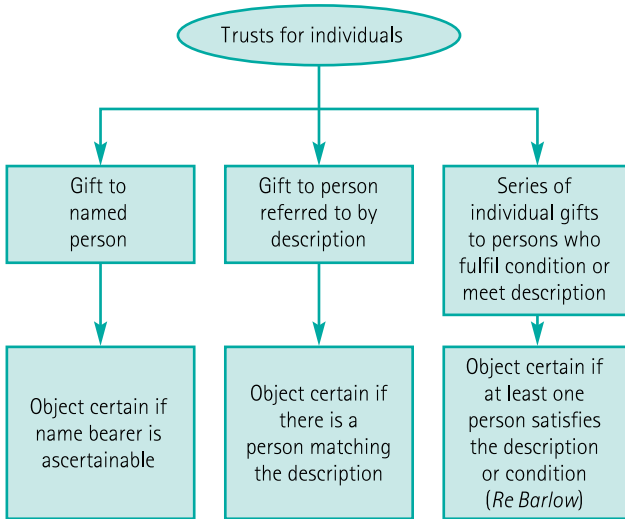 Trusts for individuals
Gift to
named
person
Gift to person
referred to by
description
Series of
individual gifts
to persons who
fulfil condition or
meet description
Object certain if
name bearer is
ascertainable
Object certain if
there is a
person matching
the description
Object certain if
at least one
person satisfies
the description
or condition
(Re Barlow)